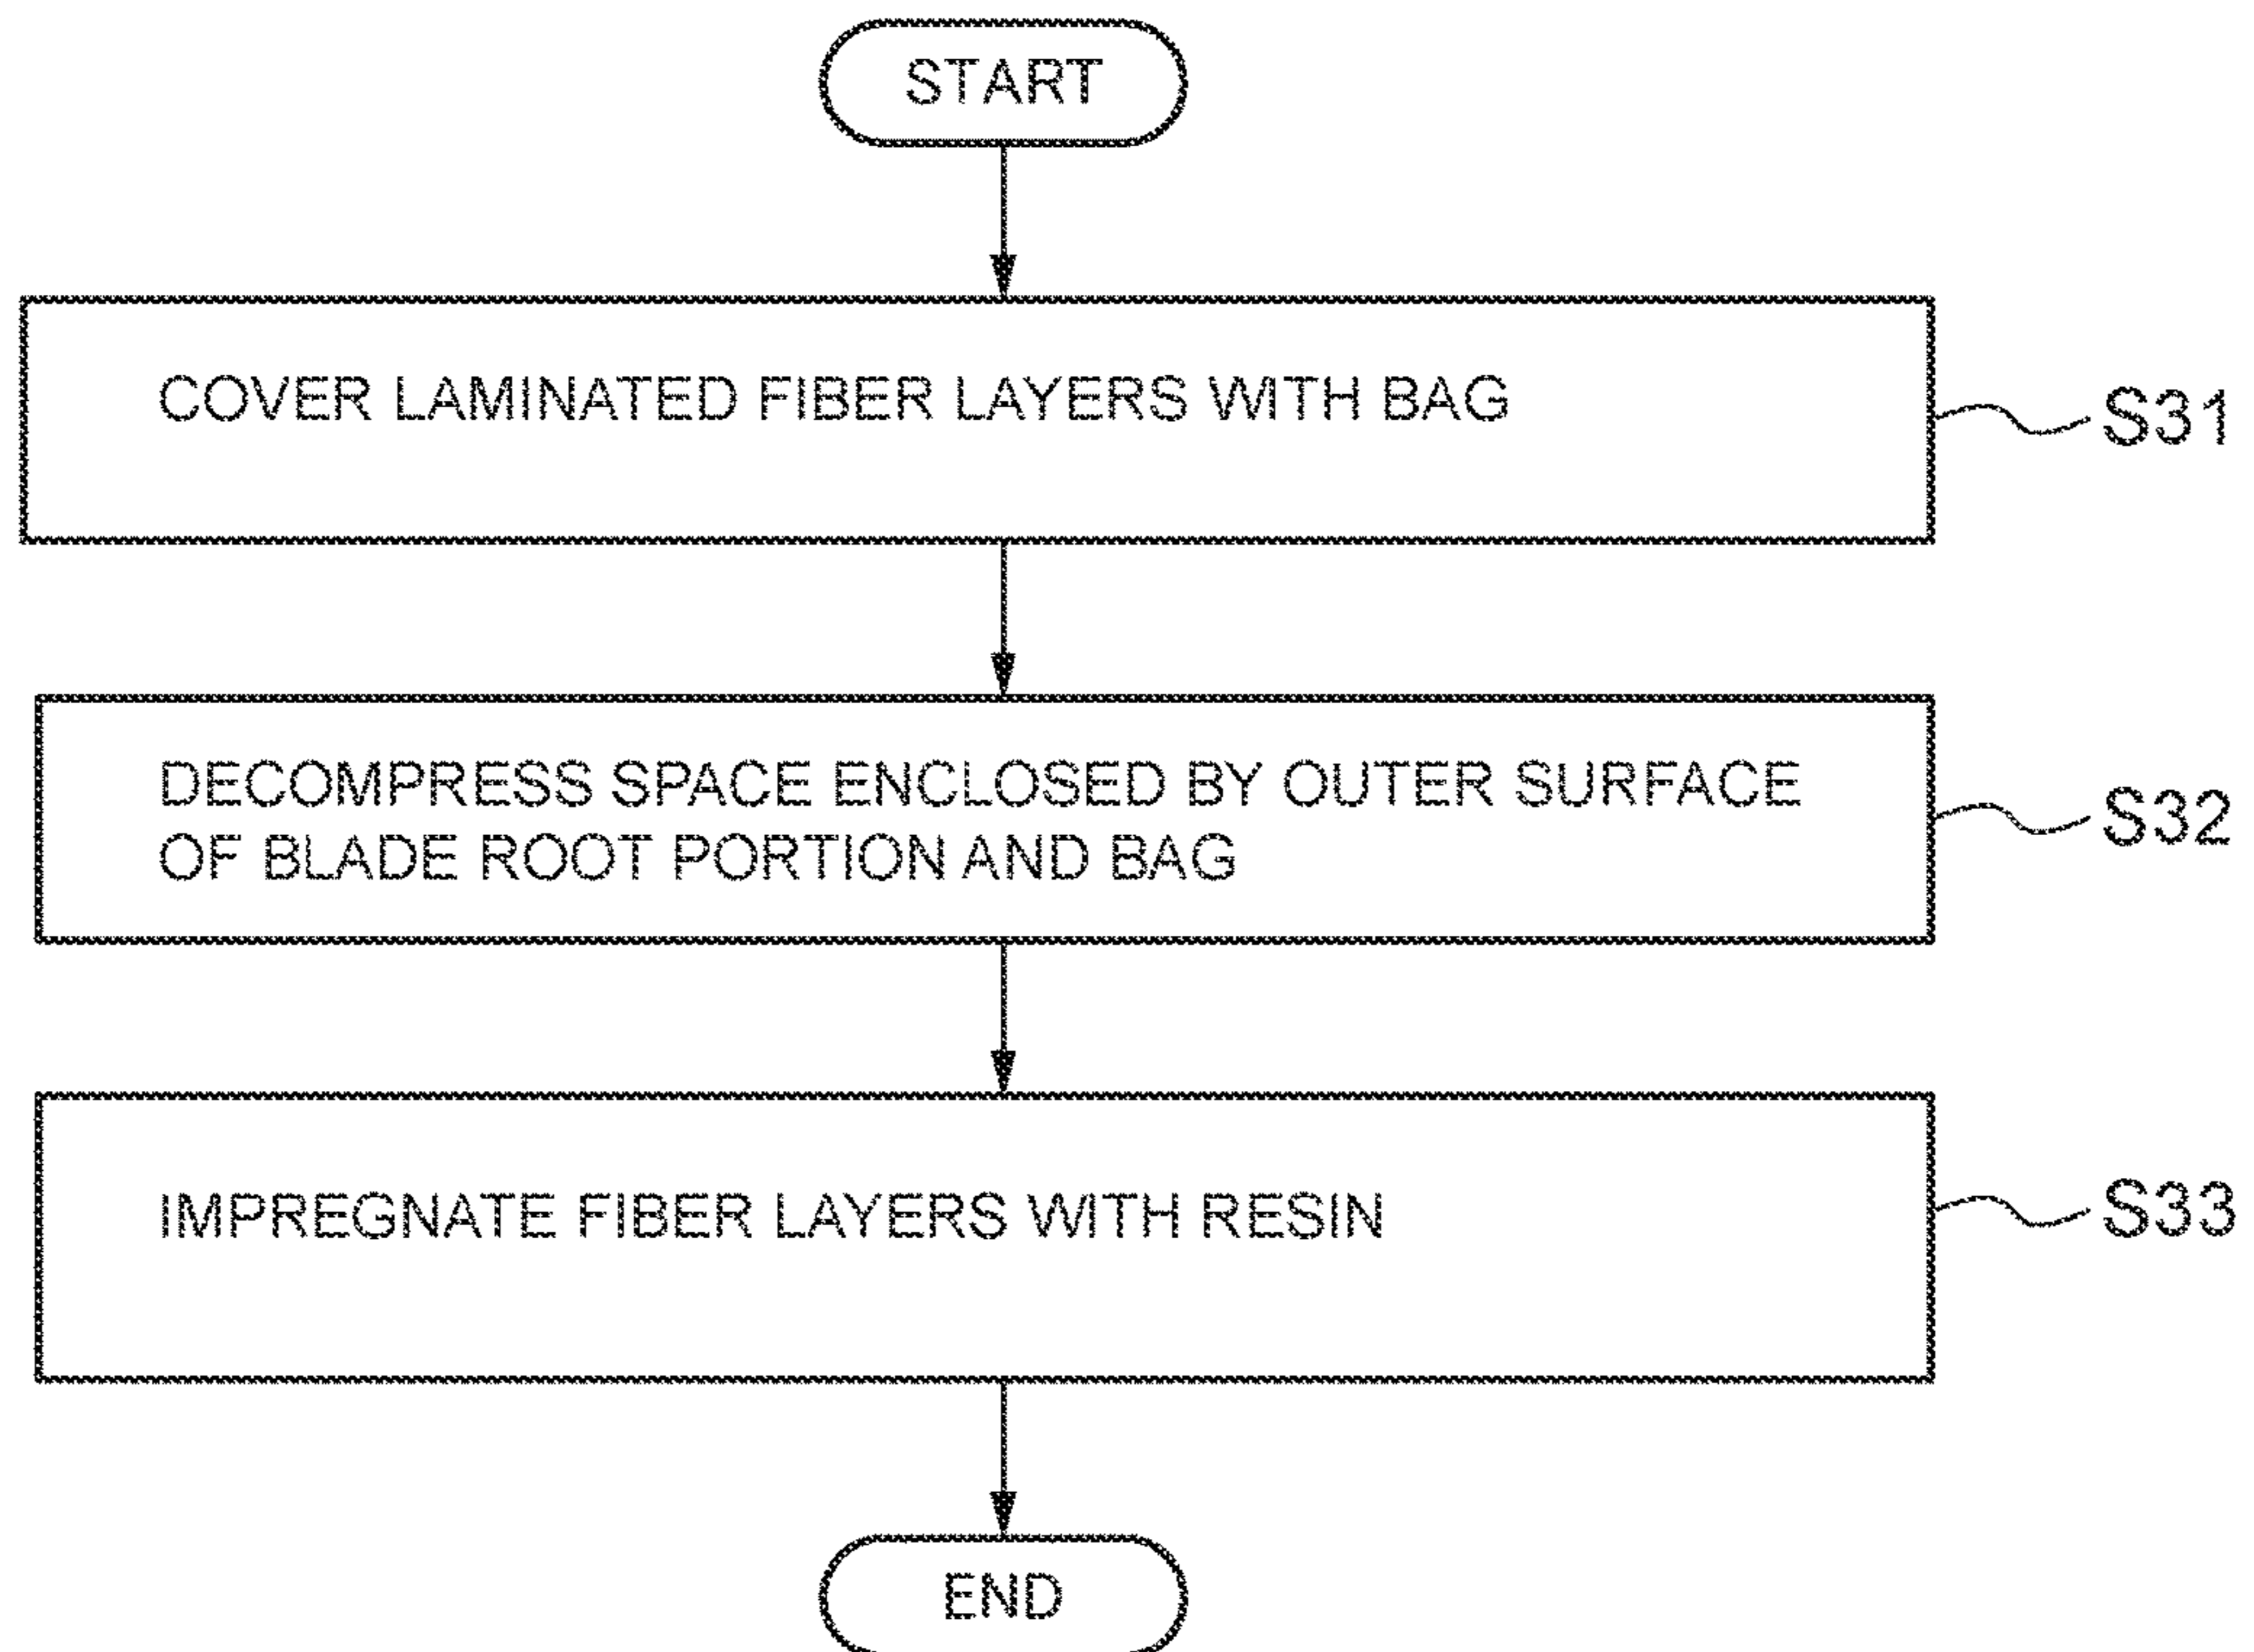 START
COVER LAMINATED FIBER LAYERS WITH BAG
S31
DECOMPRESS SPACE ENCLOSED BY OUTER SURFACE
OF BLADE ROOT PORTION AND BAG
S32
IMPREGNATE FIBER LAYERS WITH RESIN
S33
END